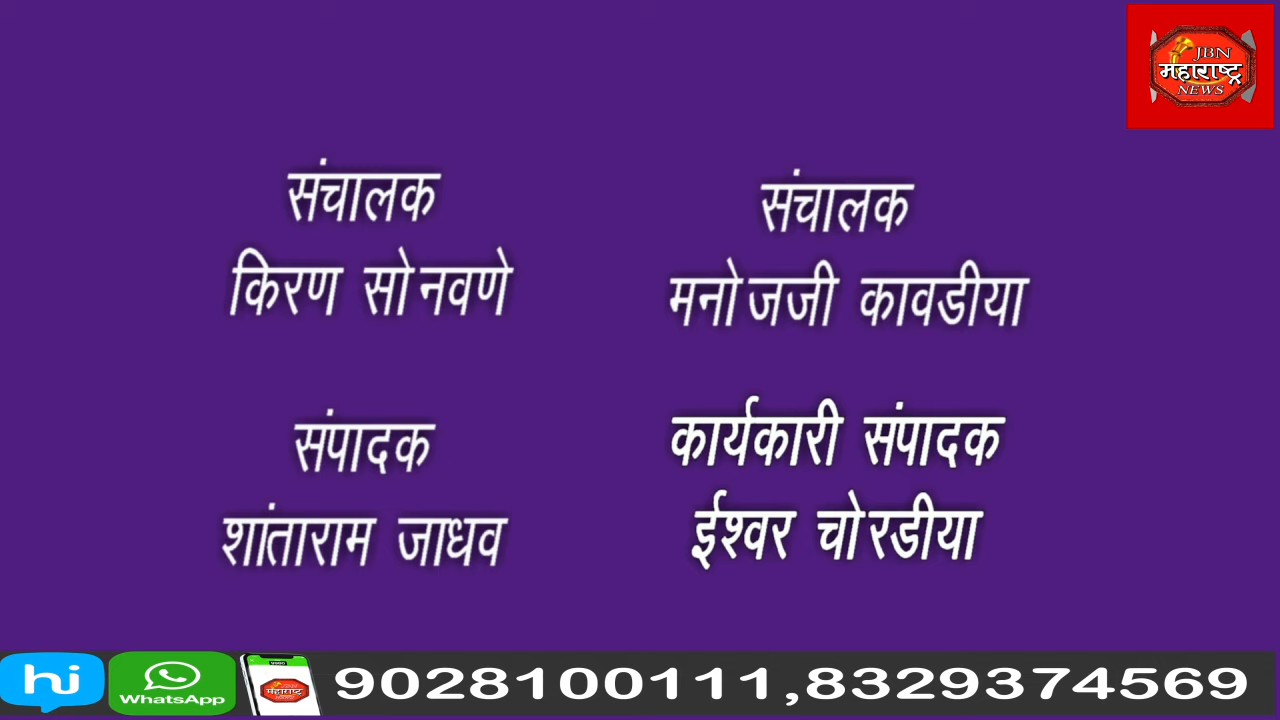 JBN
महाराष्ट्र
NEWS
संचालक
किरण सोनवणे
संचालक
मनोजजी कावडीया
संपादक
शांताराम जाधव
कार्यकारी संपादक
ईश्वर चोरडीया
hi
WhatsApp
महाराष्ट्र
9028100111,8329374569